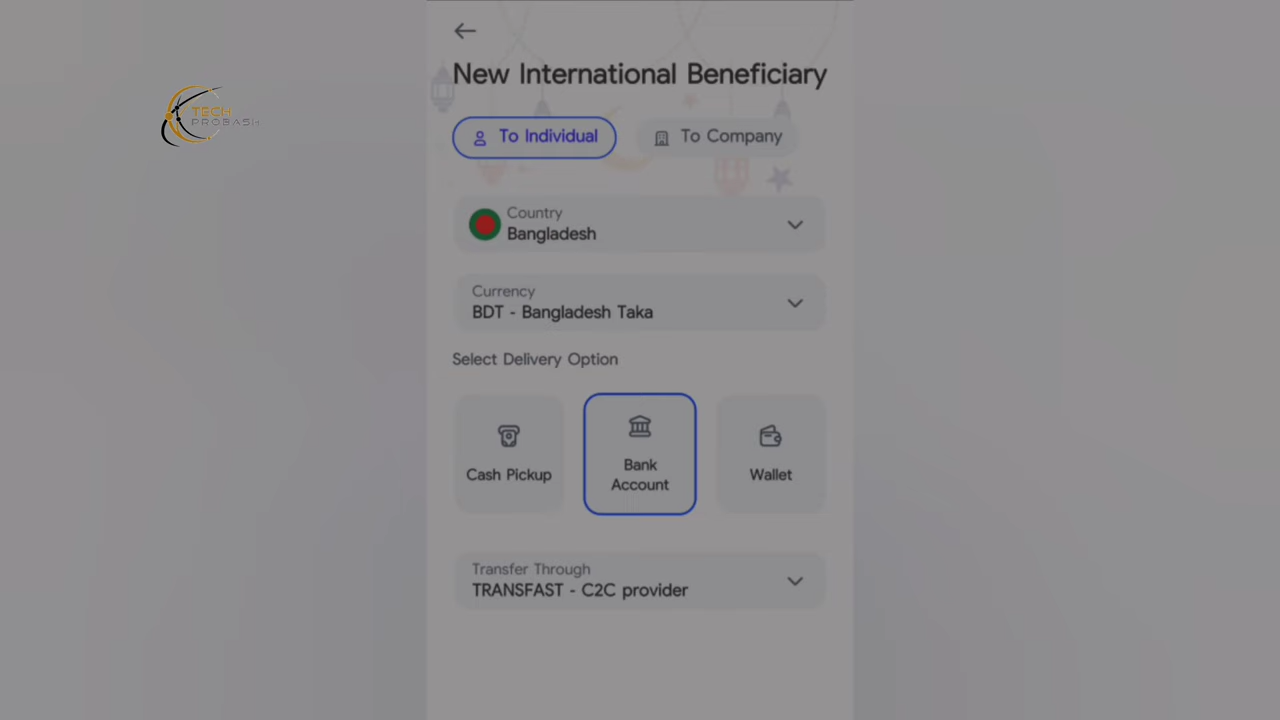 New International Beneficiary
To Individual
To Company
Country
Bangladesh
Currency
BDT - Bangladesh Taka
Select Delivery Option
Cash Pickup
Bank
Account
Wallet
Transfer Through
TRANSFAST - C2C provider
TECH
PROBASH